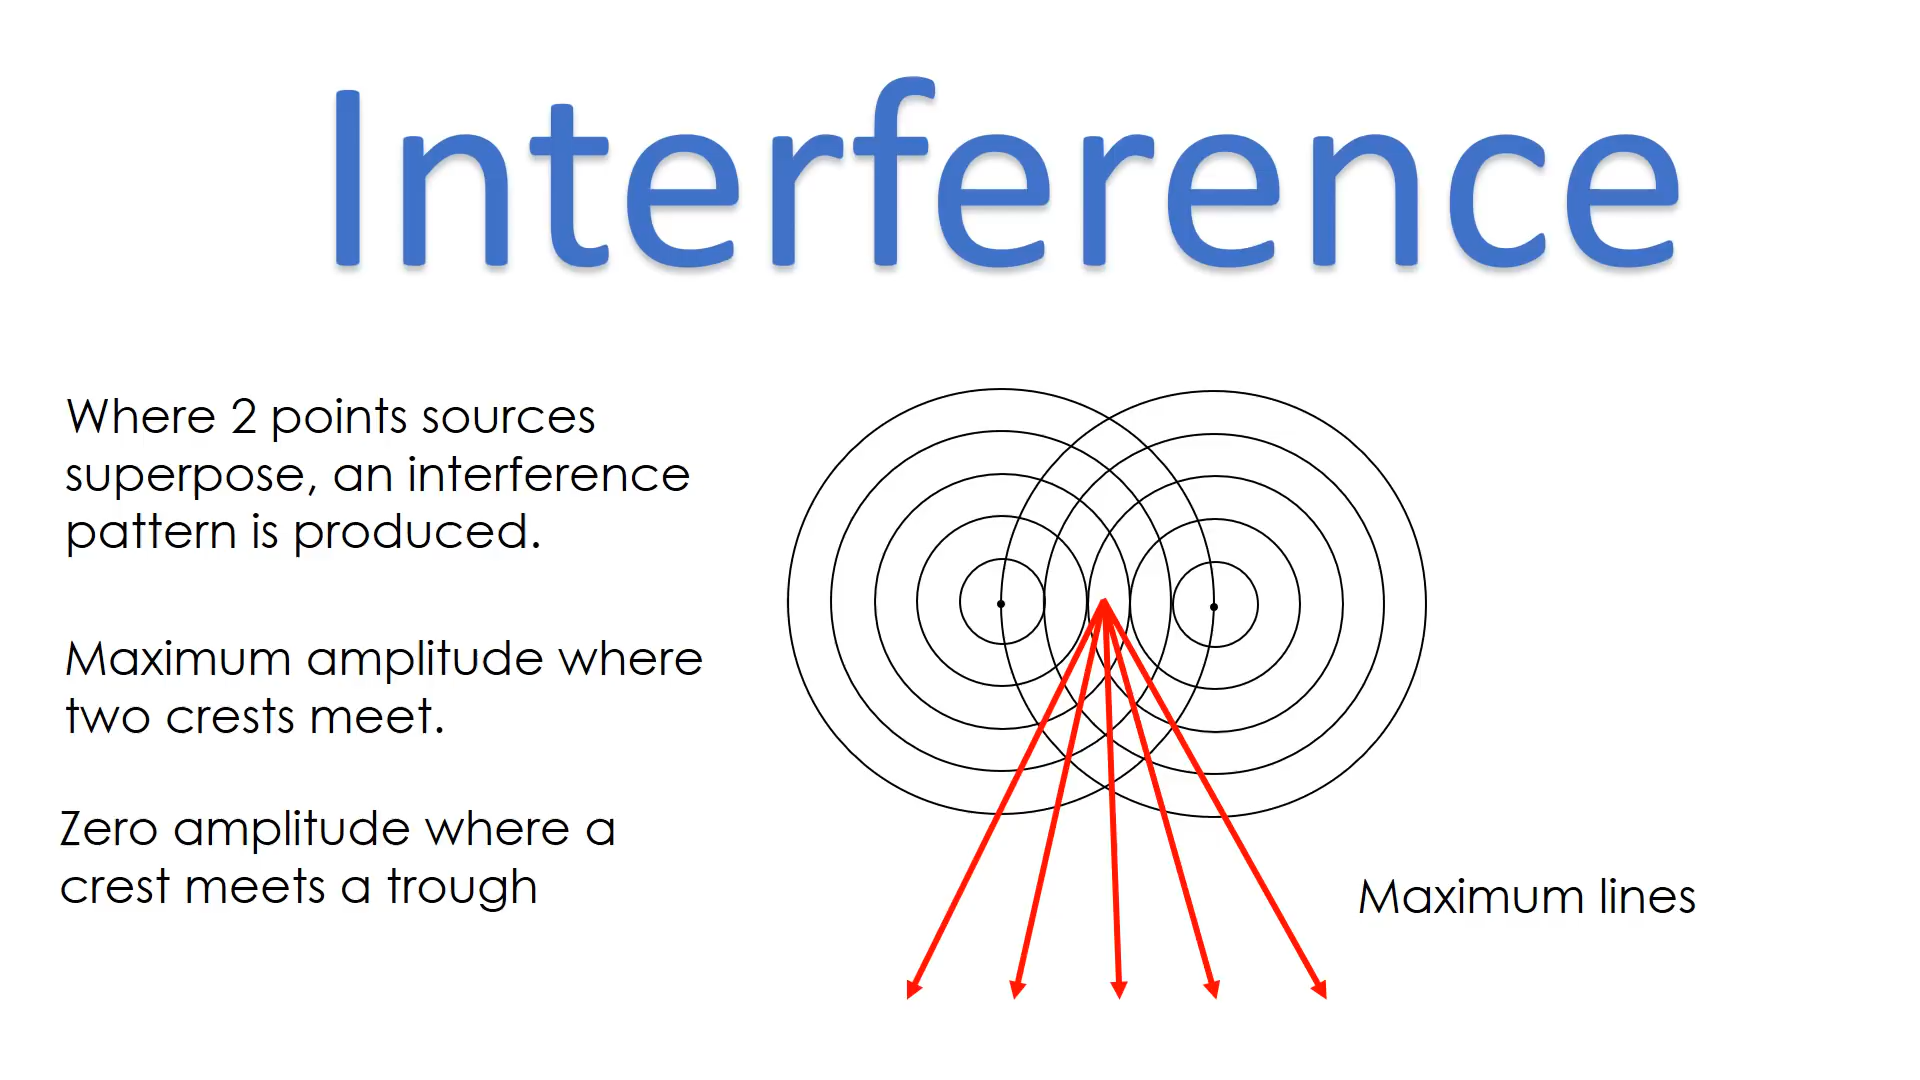 Interference
Where 2 points sources
superpose, an interference
pattern is produced.
Maximum amplitude where
two crests meet.
Zero amplitude where a
crest meets a trough
Maximum lines